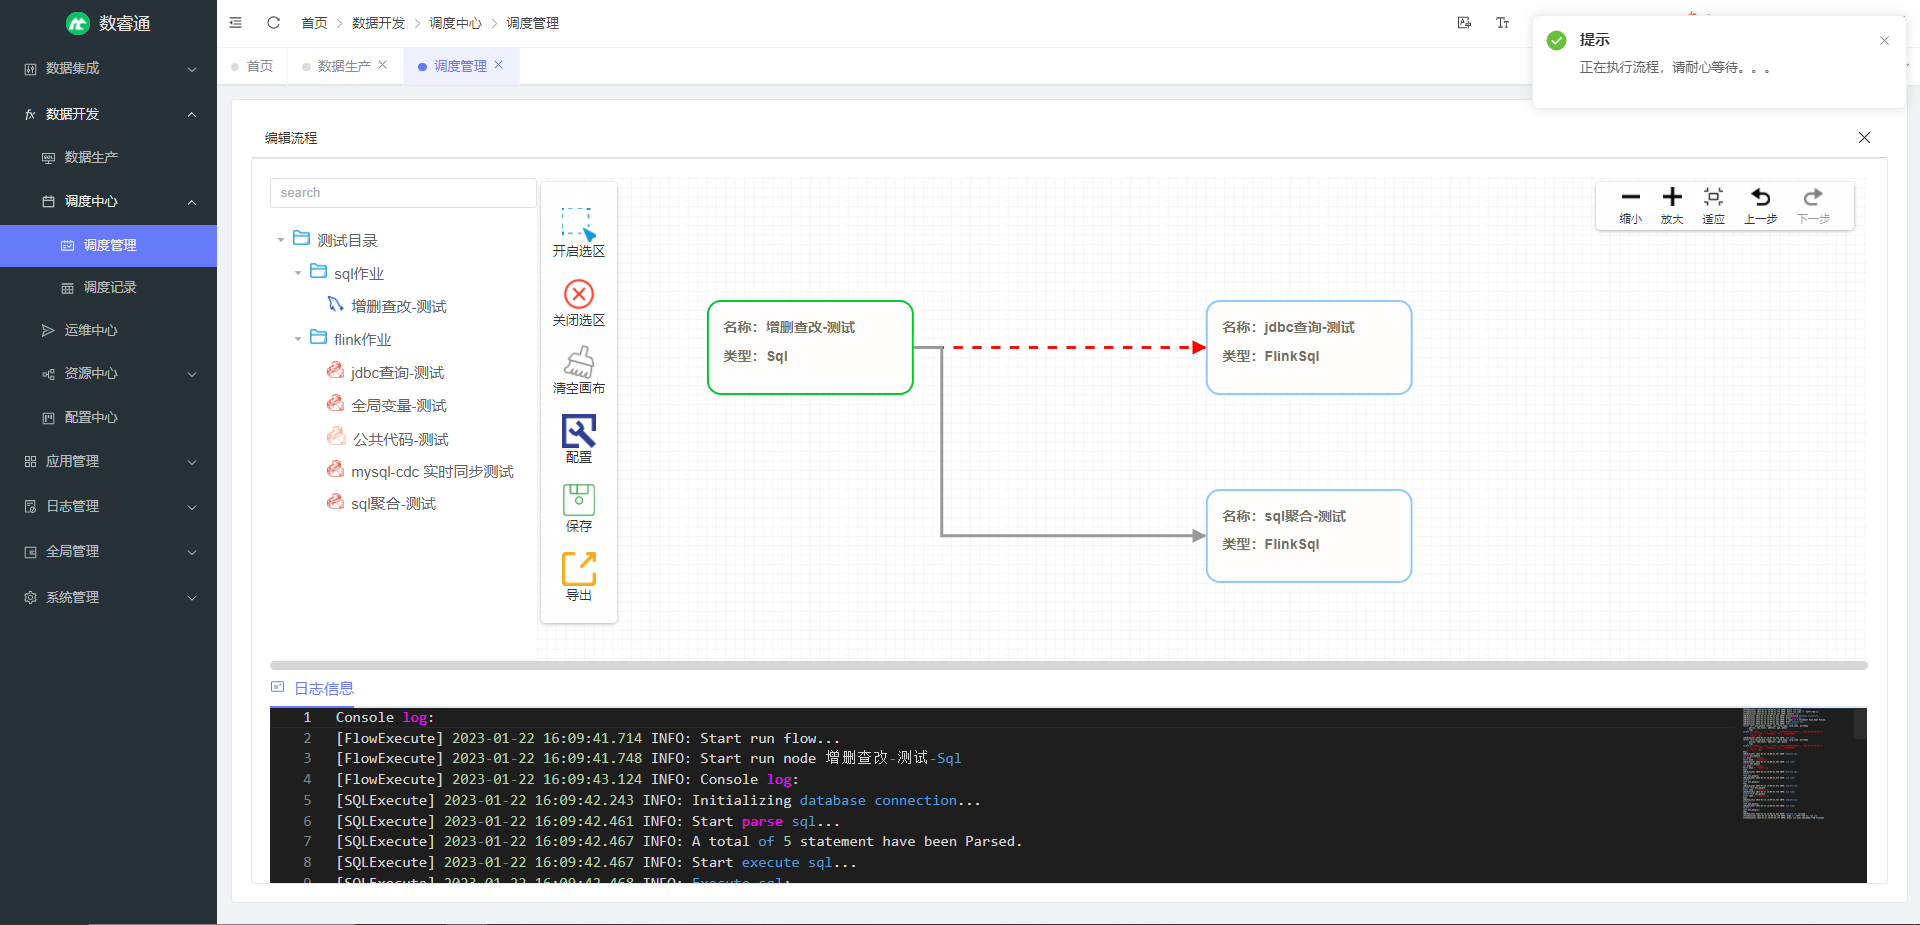 数睿通
首页 > 数据开发 > 调度中心 > 调度管理
提示
正在执行流程，请耐心等待。。。
首页
数据生产
调度管理
数据集成
数据开发
数据生产
调度中心
调度管理
调度记录
运维中心
资源中心
配置中心
应用管理
日志管理
全局管理
系统管理
编辑流程
search
测试目录
sql作业
增删查改-测试
flink作业
jdbc查询-测试
全局变量-测试
公共代码-测试
mysql-cdc 实时同步测试
sql聚合-测试
开启选区
关闭选区
清空画布
配置
保存
导出
缩小
放大
适应
上一步
下一步
名称：增删查改-测试
类型：Sql
名称：jdbc查询-测试
类型：FlinkSql
名称：sql聚合-测试
类型：FlinkSql
日志信息
1 Console log:
2 [FlowExecute] 2023-01-22 16:09:41.714 INFO: Start run flow...
3 [FlowExecute] 2023-01-22 16:09:41.748 INFO: Start run node 增删查改-测试-Sql
4 [FlowExecute] 2023-01-22 16:09:43.124 INFO: Console log:
5 [SQLExecute] 2023-01-22 16:09:42.243 INFO: Initializing database connection...
6 [SQLExecute] 2023-01-22 16:09:42.461 INFO: Start parse sql...
7 [SQLExecute] 2023-01-22 16:09:42.467 INFO: A total of 5 statement have been Parsed.
8 [SQLExecute] 2023-01-22 16:09:42.467 INFO: Start execute sql...
9 [SQLExecute] 2023-01-22 16:09:42.468 INFO: Execute sql: